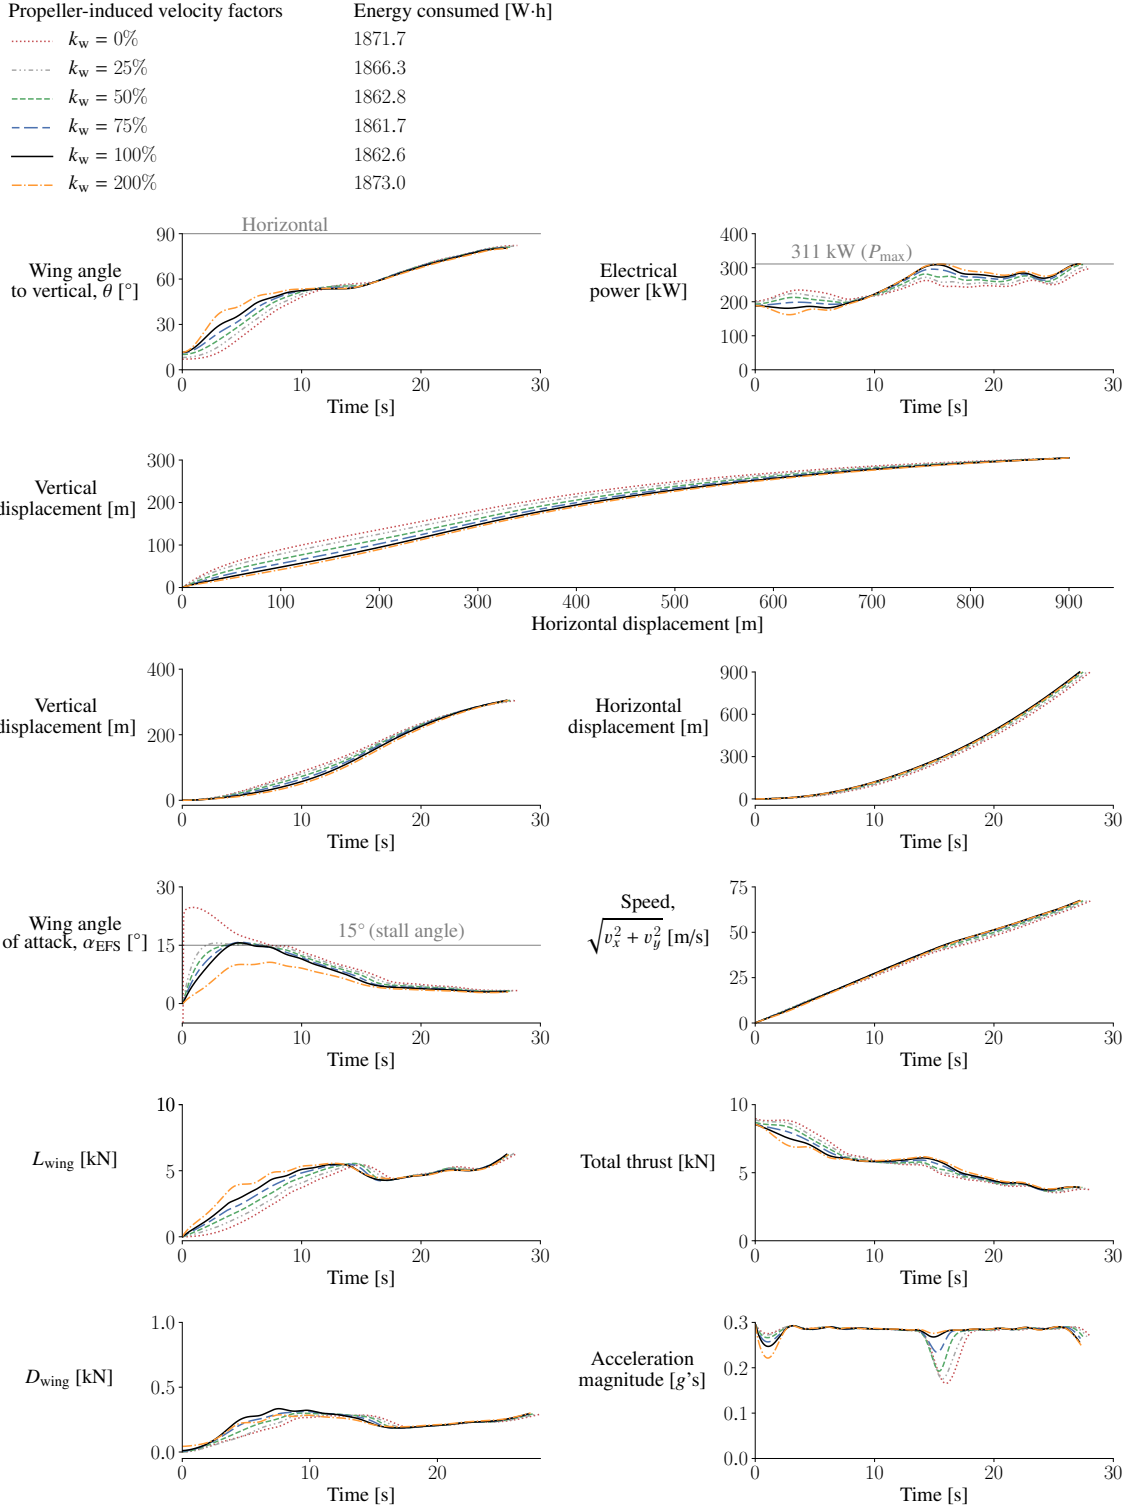 Propeller-induced velocity factors Energy consumed [W·h]
k_w = 0% 1871.7
k_w = 25% 1866.3
k_w = 50% 1862.8
k_w = 75% 1861.7
k_w = 100% 1862.6
k_w = 200% 1873.0
Horizontal
90
60
30
0
Wing angle
to vertical, θ [°]
0 10 20 30
Time [s]
400
300
200
100
0
311 kW (P_max)
Electrical
power [kW]
0 10 20 30
Time [s]
300
200
100
0
Vertical
displacement [m]
0 100 200 300 400 500 600 700 800 900
Horizontal displacement [m]
400
200
0
Vertical
displacement [m]
0 10 20 30
Time [s]
900
600
300
0
Horizontal
displacement [m]
0 10 20 30
Time [s]
30
15
0
Wing angle
of attack, α_EFS [°]
15° (stall angle)
0 10 20 30
Time [s]
75
50
25
0
Speed,
√(v_x² + v_y²) [m/s]
0 10 20 30
Time [s]
10
5
0
L_wing [kN]
0 10 20 30
Time [s]
10
5
0
Total thrust [kN]
0 10 20 30
Time [s]
1.0
0.5
0.0
D_wing [kN]
0 10 20
Time [s]
0.3
0.2
0.1
0.0
Acceleration
magnitude [g's]
0 10 20 30
Time [s]